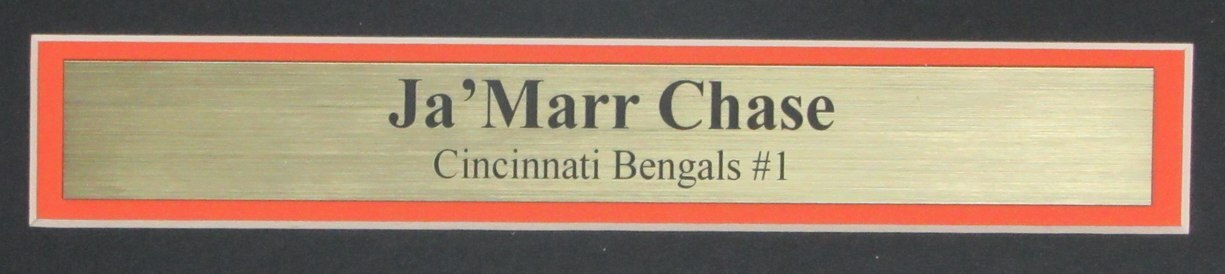 Ja’Marr Chase
Cincinnati Bengals #1